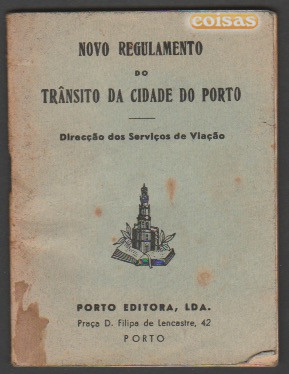 coisas
NOVO REGULAMENTO
DO
TRÂNSITO DA CIDADE DO PORTO
Direcção dos Serviços de Viação
PORTO EDITORA, LDA.
Praça D. Filipa de Lencastre, 42
PORTO